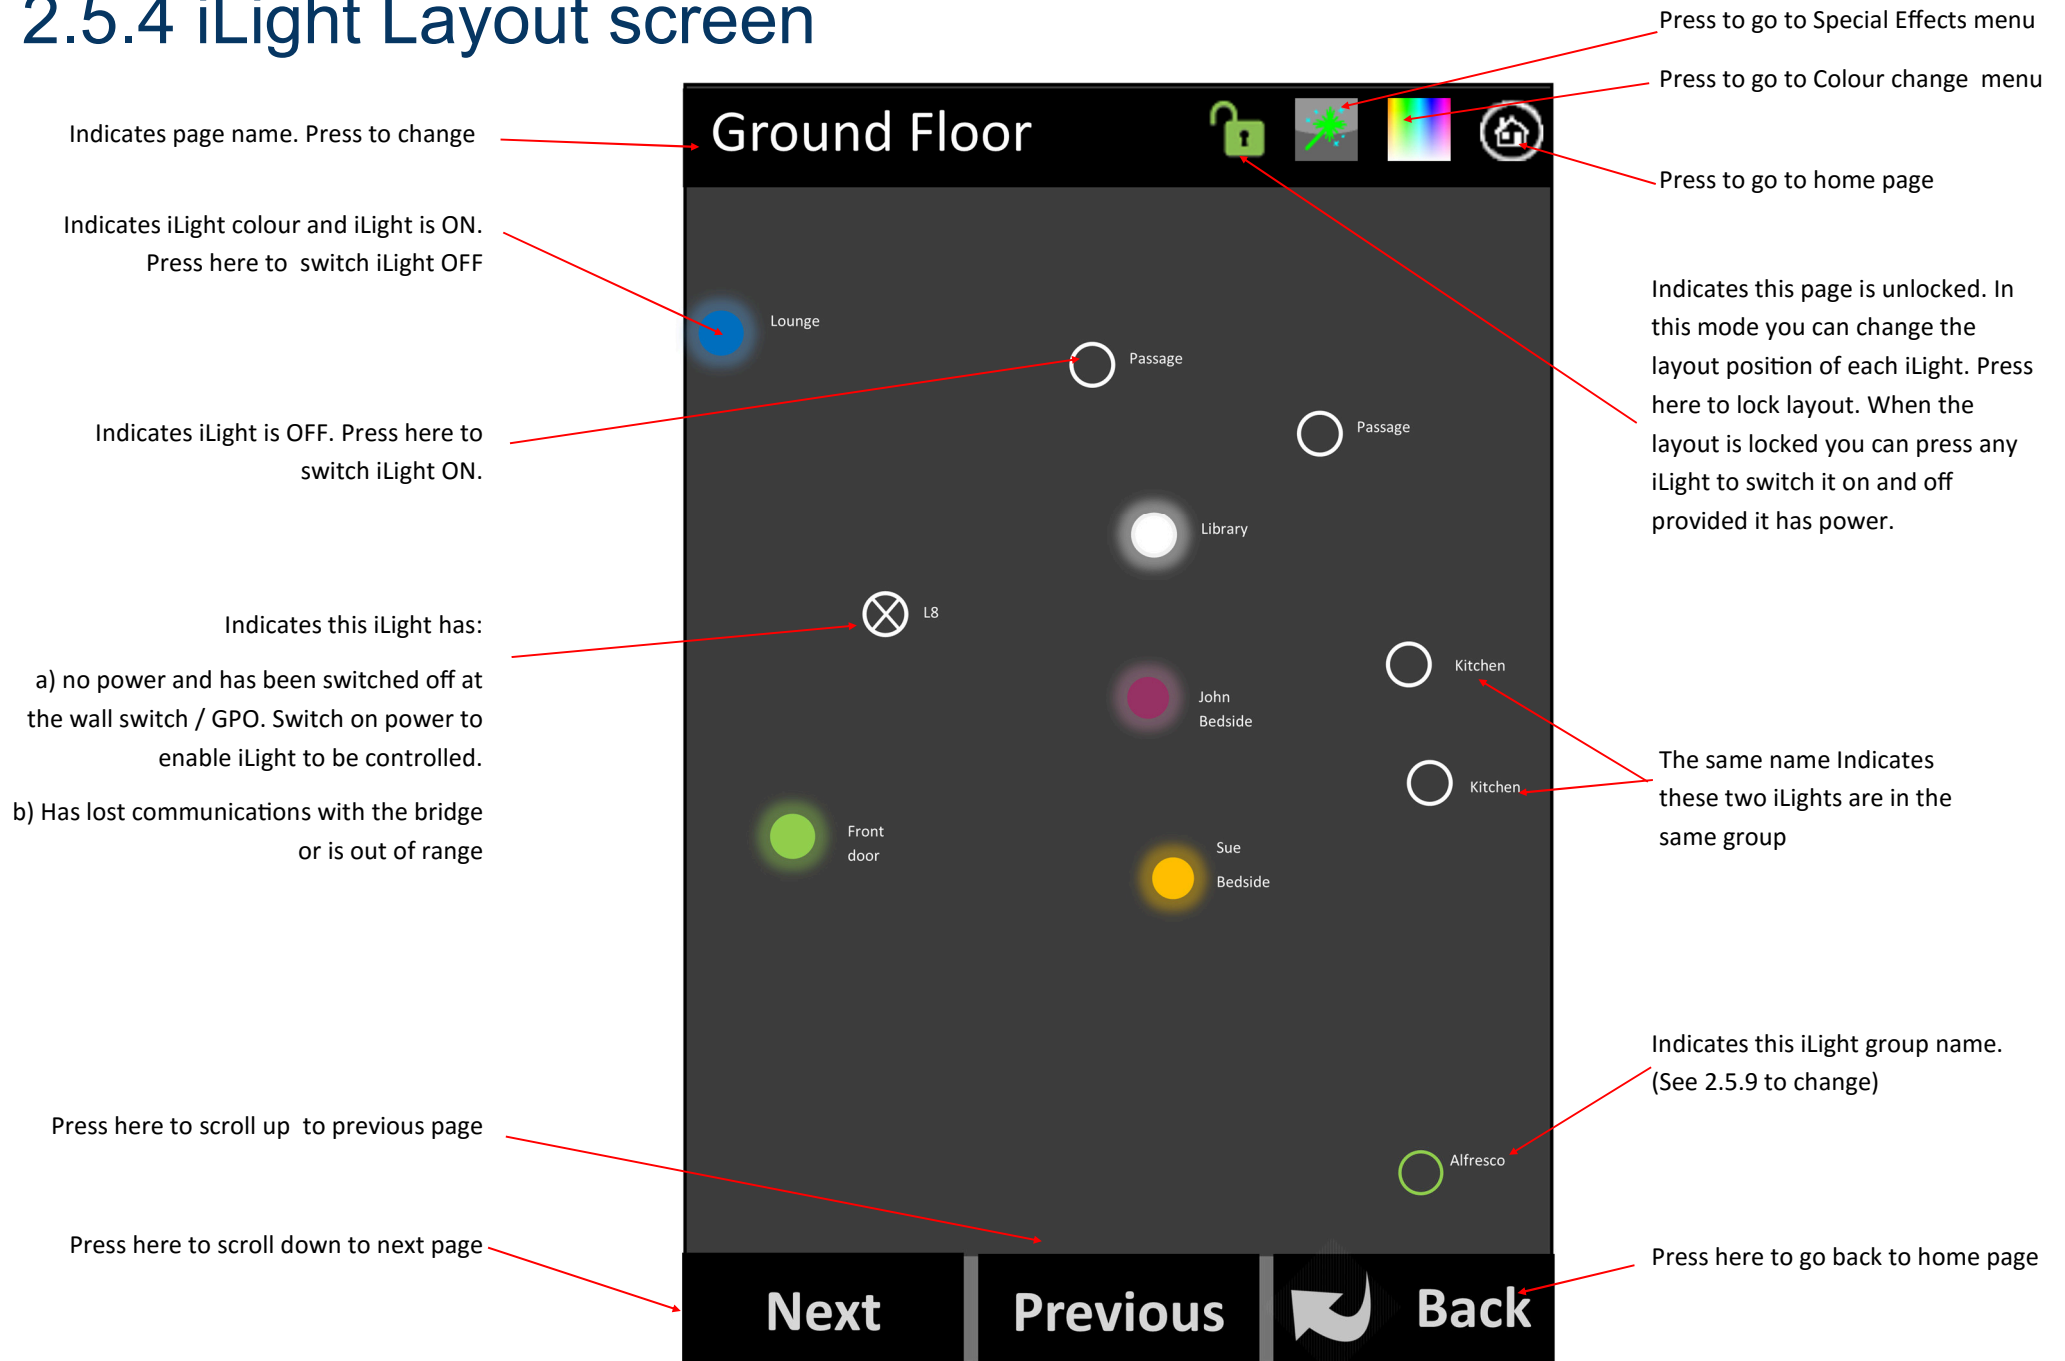 2.5.4 iLight Layout screen
Press to go to Special Effects menu
Press to go to Colour change  menu
Indicates page name. Press to change
Ground Floor
Press to go to home page
Indicates iLight colour and iLight is ON.
Press here to  switch iLight OFF
Indicates this page is unlocked. In
this mode you can change the
layout position of each iLight. Press
here to lock layout. When the
layout is locked you can press any
iLight to switch it on and off
provided it has power.
Lounge
Passage
Indicates iLight is OFF. Press here to
switch iLight ON.
Passage
Library
Indicates this iLight has:
a) no power and has been switched off at
the wall switch / GPO. Switch on power to
enable iLight to be controlled.
b) Has lost communications with the bridge
or is out of range
L8
Kitchen
John
Bedside
Kitchen
The same name Indicates
these two iLights are in the
same group
Front
door
Sue
Bedside
Indicates this iLight group name.
(See 2.5.9 to change)
Press here to scroll up  to previous page
Alfresco
Press here to scroll down to next page
Press here to go back to home page
Next
Previous
Back